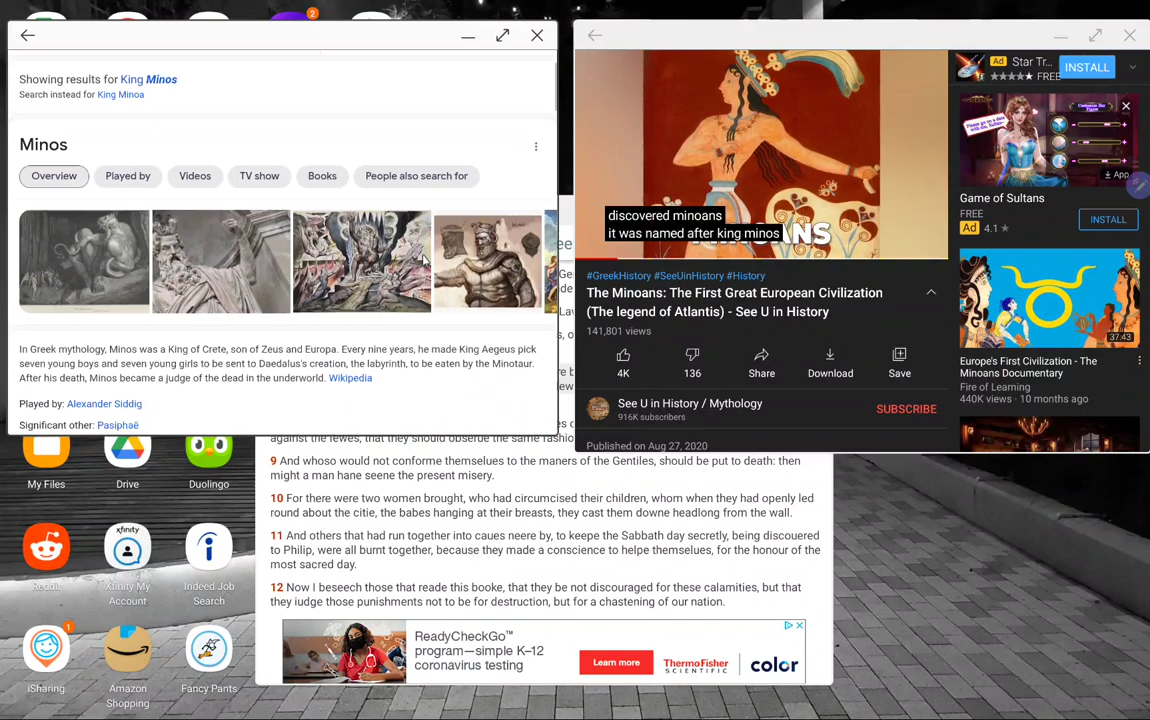 2
Showing results for King Minos
Search instead for King Minoa
Minos
Overview
Played by
Videos
TV show
Books
People also search for
In Greek mythology, Minos was a King of Crete, son of Zeus and Europa. Every nine years, he made King Aegeus pick
seven young boys and seven young girls to be sent to Daedalus's creation, the labyrinth, to be eaten by the Minotaur.
After his death, Minos became a judge of the dead in the underworld. Wikipedia
Played by: Alexander Siddig
Significant other: Pasiphaë
discovered minoans
it was named after king minos
#GreekHistory #SeeUinHistory #History
The Minoans: The First Great European Civilization
(The legend of Atlantis) - See U in History
141,801 views
4K
136
Share
Download
Save
See U in History / Mythology
916K subscribers
SUBSCRIBE
Published on Aug 27, 2020
Ad Star Tr...
FREE
INSTALL
App
Game of Sultans
FREE
Ad 4.1
INSTALL
37:43
Europe's First Civilization - The
Minoans Documentary
Fire of Learning
440K views · 10 months ago
against the Iewes, that they should obserue the same fashio
9 And whoso would not conforme themselues to the maners of the Gentiles, should be put to death: then
might a man haue seene the present misery.
10 For there were two women brought, who had circumcised their children, whom when they had openly led
round about the citie, the babes hanging at their breasts, they cast them downe headlong from the wall.
11 And others that had run together into caues neere by, to keepe the Sabbath day secretly, being discouered
to Philip, were all burnt together, because they made a conscience to helpe themselues, for the honour of the
most sacred day.
12 Now I beseech those that reade this booke, that they be not discouraged for these calamities, but that
they iudge those punishments not to be for destruction, but for a chastening of our nation.
ReadyCheckGo™
program—simple K–12
coronavirus testing
Learn more
ThermoFisher
SCIENTIFIC
color
My Files
Drive
Duolingo
Reddit
xfinity
Xfinity My
Account
Indeed Job
Search
1
iSharing
Amazon
Shopping
Fancy Pants